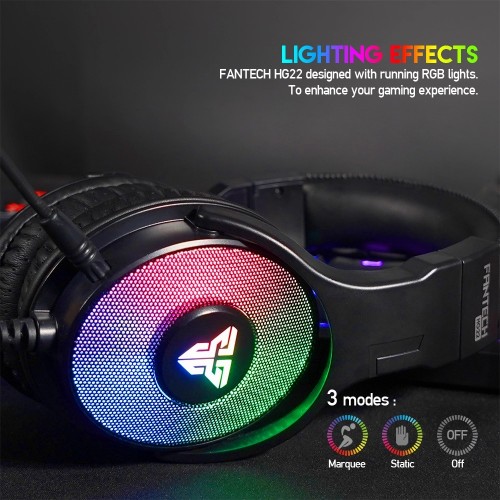 LIGHTING EFFECTS
FANTECH HG22 designed with running RGB lights.
To enhance your gaming experience.
FANTECH
HG22
3 modes :
OFF
Marquee
Static
Off